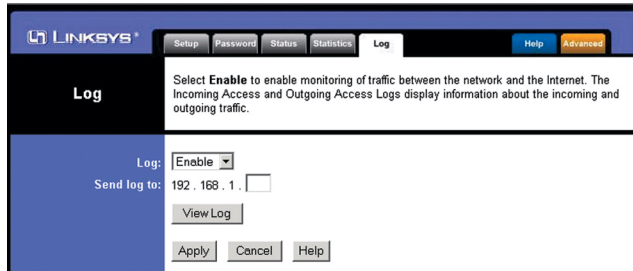 LINKSYS®
Setup Password Status Statistics Log Help Advanced
Log
Select Enable to enable monitoring of traffic between the network and the Internet. The
Incoming Access and Outgoing Access Logs display information about the incoming and
outgoing traffic.
Log: Enable
Send log to: 192 . 168 . 1 .
View Log
Apply Cancel Help